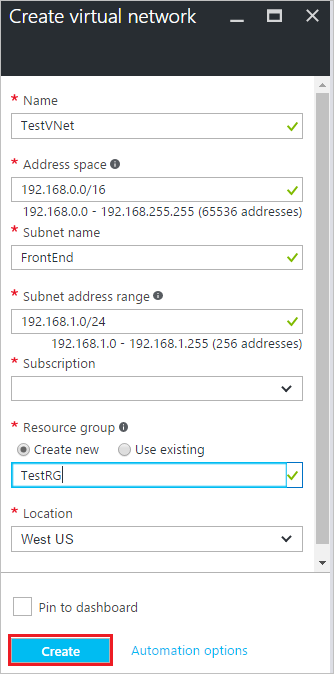 Create virtual network
* Name
TestVNet
* Address space
192.168.0.0/16
192.168.0.0 - 192.168.255.255 (65536 addresses)
* Subnet name
FrontEnd
* Subnet address range
192.168.1.0/24
192.168.1.0 - 192.168.1.255 (256 addresses)
* Subscription
* Resource group
Create new Use existing
TestRG
* Location
West US
Pin to dashboard
Create Automation options